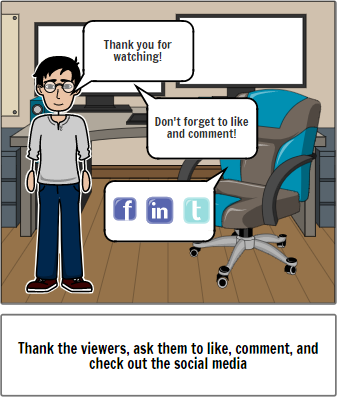 Thank you for
watching!
Don't forget to like
and comment!
f in t
Thank the viewers, ask them to like, comment, and
check out the social media